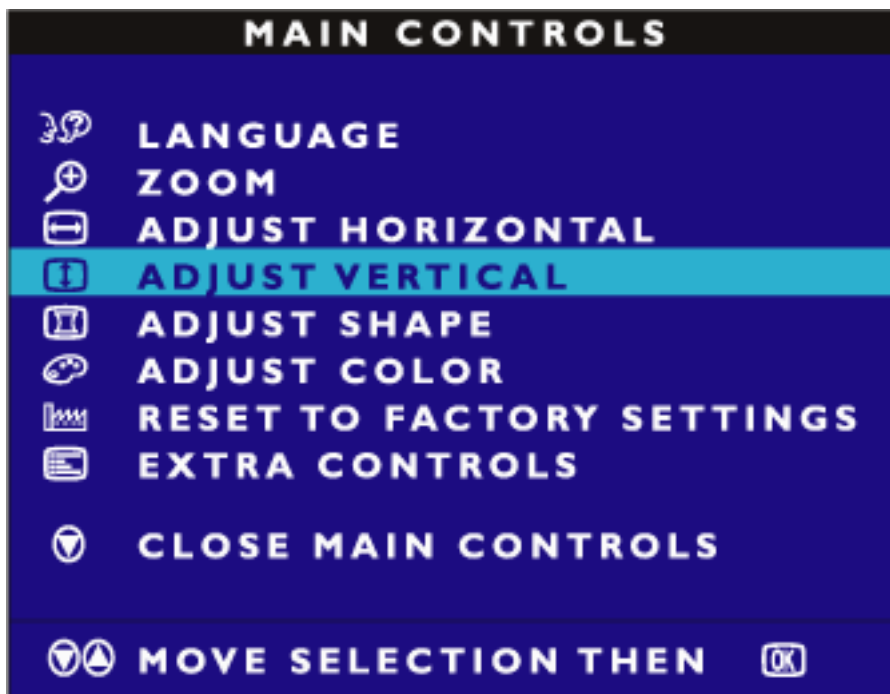 MAIN CONTROLS
LANGUAGE
ZOOM
ADJUST HORIZONTAL
ADJUST VERTICAL
ADJUST SHAPE
ADJUST COLOR
RESET TO FACTORY SETTINGS
EXTRA CONTROLS
CLOSE MAIN CONTROLS
MOVE SELECTION THEN OK